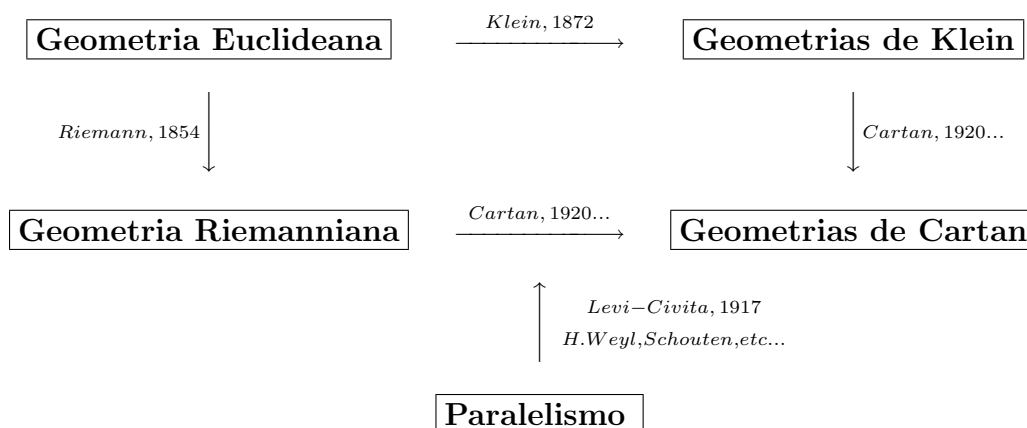 Klein, 1872
Geometria Euclideana
Geometrias de Klein
Riemann, 1854
Cartan, 1920...
Geometria Riemanniana
Cartan, 1920...
Geometrias de Cartan
Levi−Civita, 1917
H.Weyl,Schouten,etc...
Paralelismo